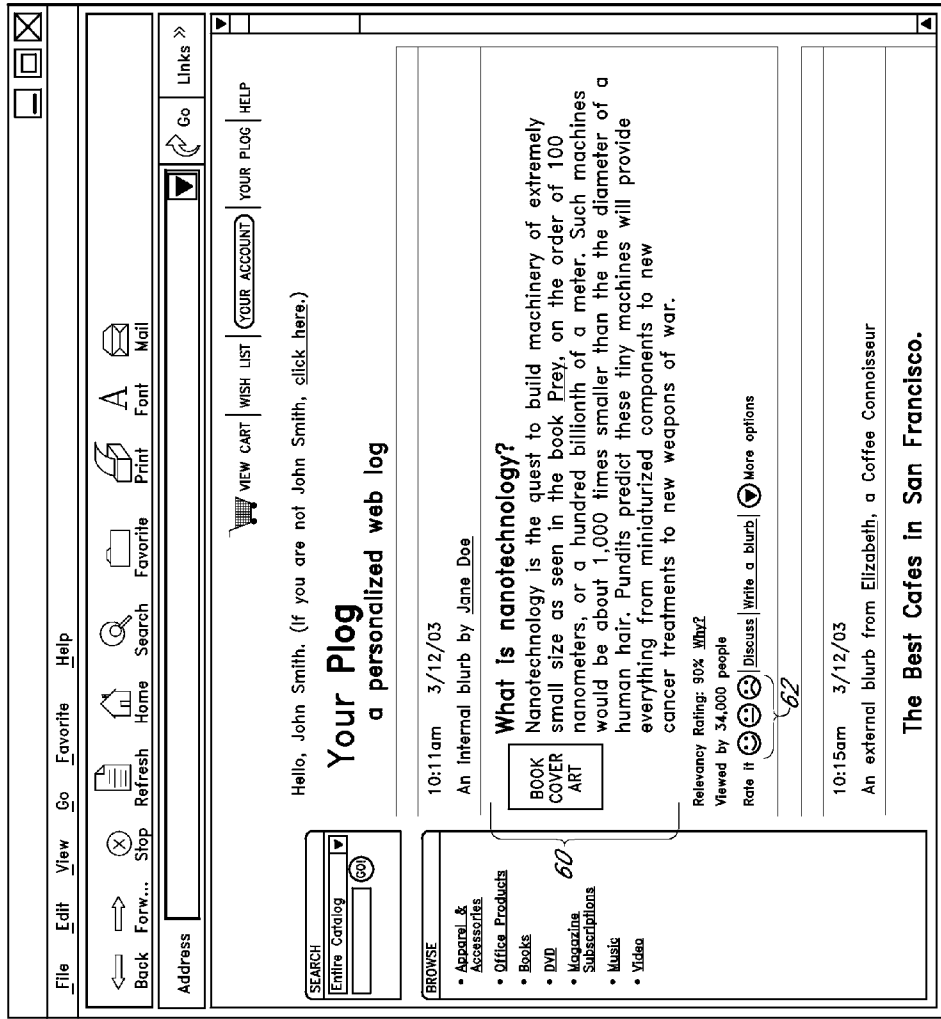 File Edit View Go Favorite Help
Back Forw... Stop Refresh Home Search Favorite Print Font Mail
Address Go Links »
VIEW CART | WISH LIST | YOUR ACCOUNT | YOUR PLOG | HELP
Hello, John Smith. (If you are not John Smith, click here.)
SEARCH
Entire Catalog
GO!
Your Plog
a personalized web log
BROWSE
• Apparel &
Accessories
• Office Products
• Books
• DVD
• Magazine
Subscriptions
• Music
• Video
10:11am 3/12/03
An internal blurb by Jane Doe
60
BOOK
COVER
ART
What is nanotechnology?
Nanotechnology is the quest to build machinery of extremely
small size as seen in the book Prey, on the order of 100
nanometers, or a hundred billionth of a meter. Such machines
would be about 1,000 times smaller than the the diameter of a
human hair. Pundits predict these tiny machines will provide
everything from miniaturized components to new
cancer treatments to new weapons of war.
Relevancy Rating: 90% Why?
Viewed by 34,000 people
Rate it | Discuss | Write a blurb | More options
62
10:15am 3/12/03
An external blurb from Elizabeth, a Coffee Connoisseur
The Best Cafes in San Francisco.